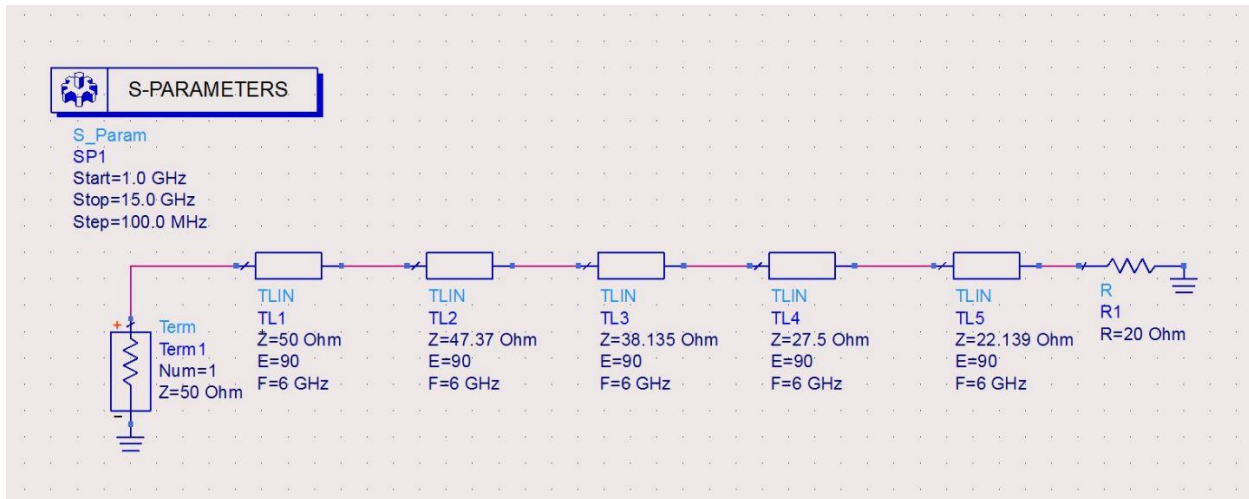 S-PARAMETERS
S_Param
SP1
Start=1.0 GHz
Stop=15.0 GHz
Step=100.0 MHz
+
Term
Term1
Num=1
Z=50 Ohm
-
TLIN
TL1
Z=50 Ohm
E=90
F=6 GHz
TLIN
TL2
Z=47.37 Ohm
E=90
F=6 GHz
TLIN
TL3
Z=38.135 Ohm
E=90
F=6 GHz
TLIN
TL4
Z=27.5 Ohm
E=90
F=6 GHz
TLIN
TL5
Z=22.139 Ohm
E=90
F=6 GHz
R
R1
R=20 Ohm